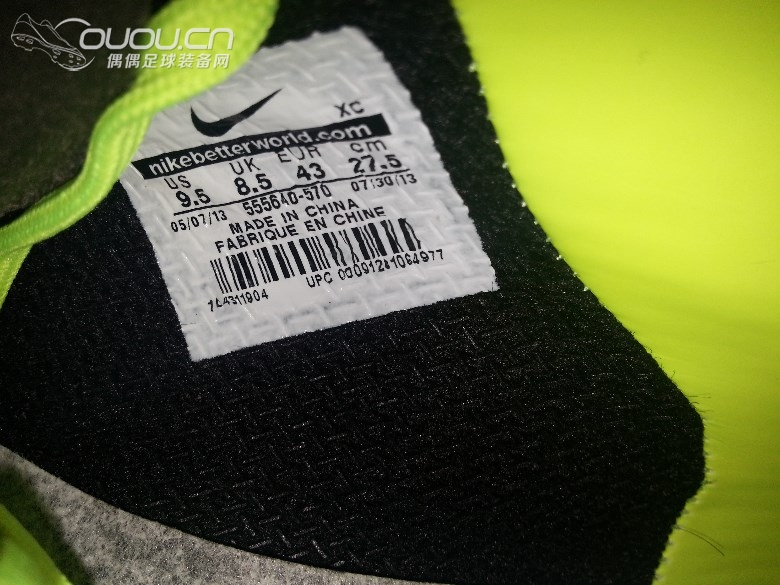 ouou.cn
偶偶足球装备网
XC
nikebetterworld.com
US UK EUR cm
9.5 8.5 43 27.5
05/07/13 555640-570 07/30/13
MADE IN CHINA
FABRIQUE EN CHINE
UPC 00091281084977